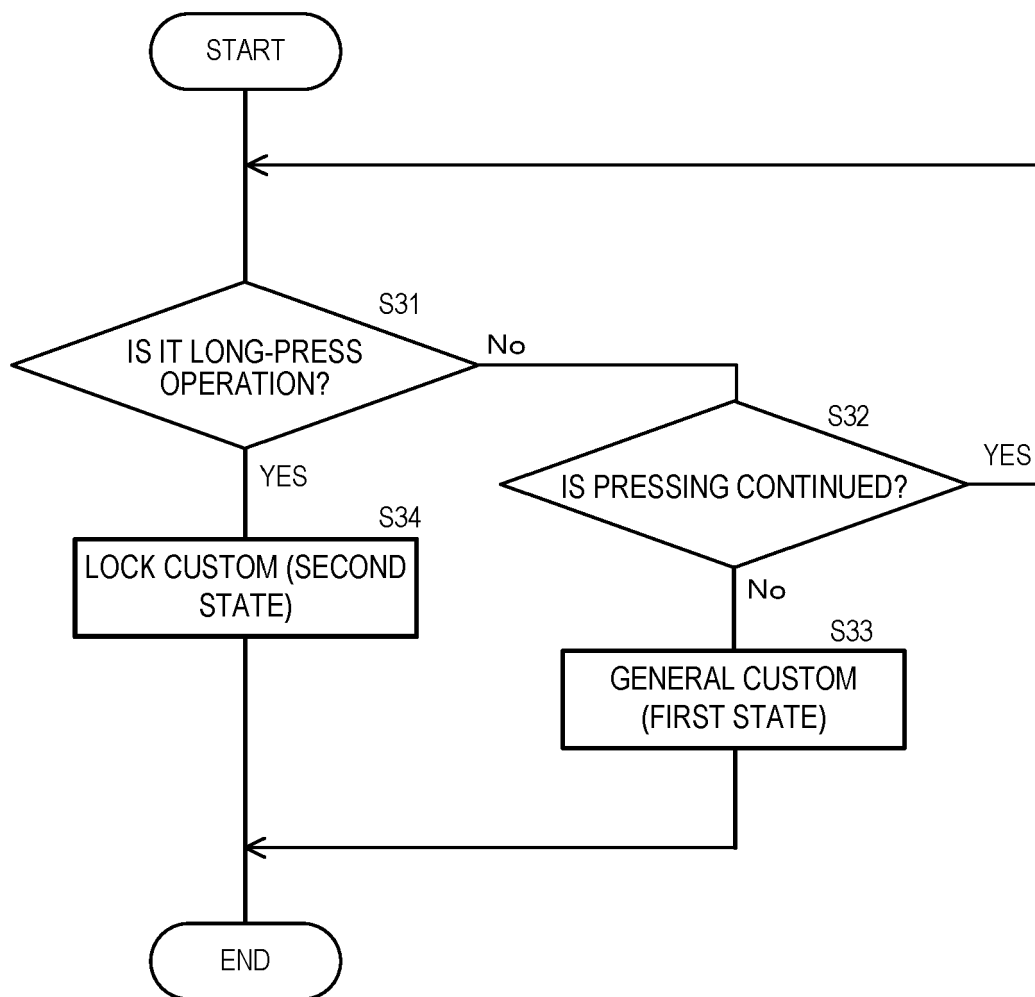 START
S31
IS IT LONG-PRESS
OPERATION?
No
S32
IS PRESSING CONTINUED?
YES
YES
S34
LOCK CUSTOM (SECOND
STATE)
No
S33
GENERAL CUSTOM
(FIRST STATE)
END